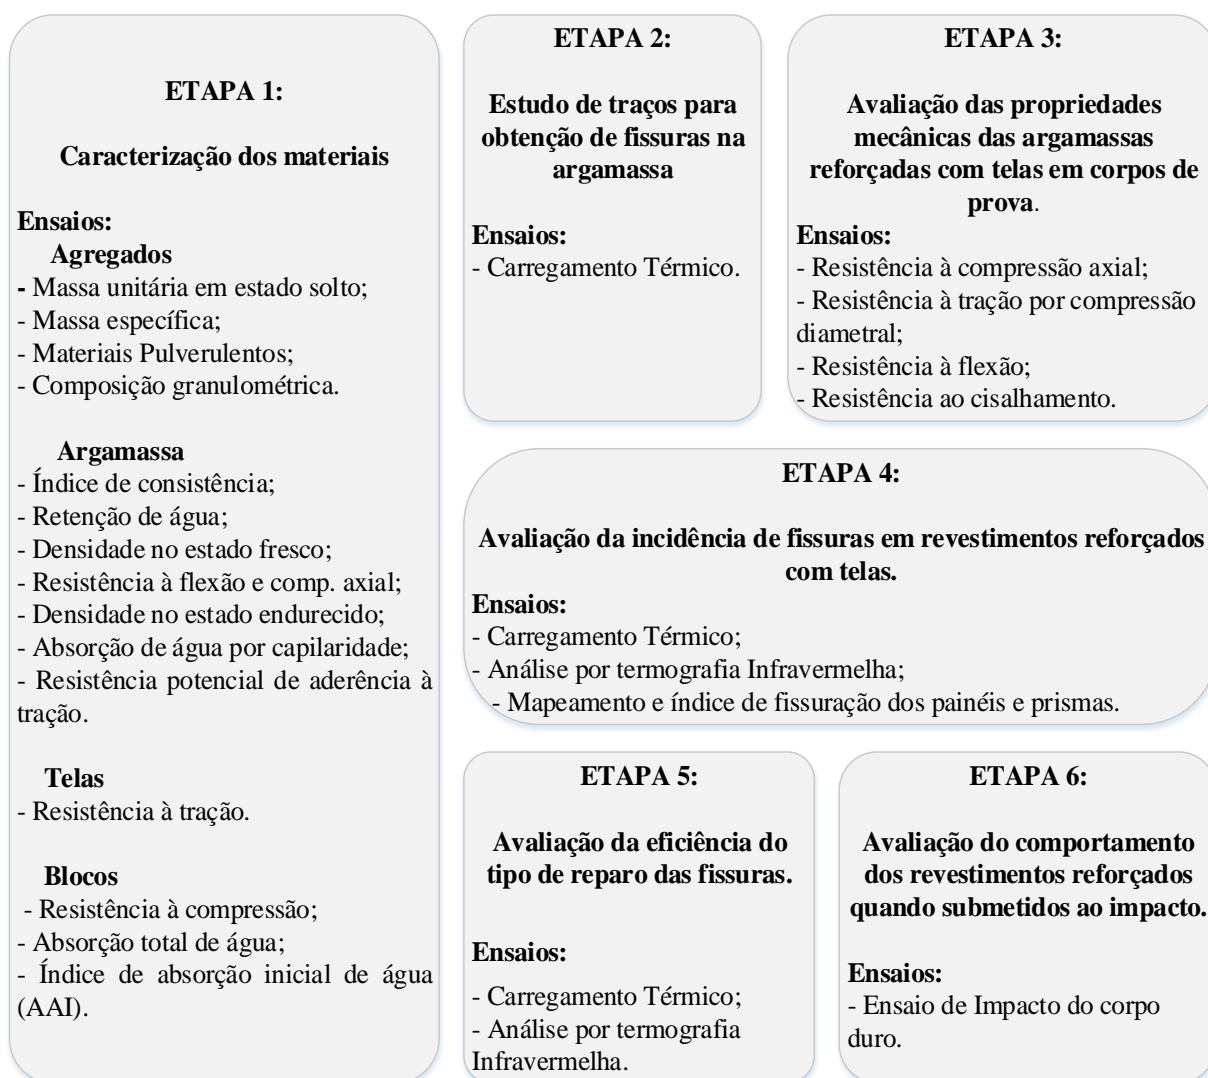 ETAPA 1:
Caracterização dos materiais
Ensaios:
Agregados
- Massa unitária em estado solto;
- Massa específica;
- Materiais Pulverulentos;
- Composição granulométrica.
Argamassa
- Índice de consistência;
- Retenção de água;
- Densidade no estado fresco;
- Resistência à flexão e comp. axial;
- Densidade no estado endurecido;
- Absorção de água por capilaridade;
- Resistência potencial de aderência à
tração.
Telas
- Resistência à tração.
Blocos
- Resistência à compressão;
- Absorção total de água;
- Índice de absorção inicial de água
(AAI).
ETAPA 2:
Estudo de traços para
obtenção de fissuras na
argamassa
Ensaios:
- Carregamento Térmico.
ETAPA 3:
Avaliação das propriedades
mecânicas das argamassas
reforçadas com telas em corpos de
prova.
Ensaios:
- Resistência à compressão axial;
- Resistência à tração por compressão
diametral;
- Resistência à flexão;
- Resistência ao cisalhamento.
ETAPA 4:
Avaliação da incidência de fissuras em revestimentos reforçados
com telas.
Ensaios:
- Carregamento Térmico;
- Análise por termografia Infravermelha;
- Mapeamento e índice de fissuração dos painéis e prismas.
ETAPA 5:
Avaliação da eficiência do
tipo de reparo das fissuras.
Ensaios:
- Carregamento Térmico;
- Análise por termografia
Infravermelha.
ETAPA 6:
Avaliação do comportamento
dos revestimentos reforçados
quando submetidos ao impacto.
Ensaios:
- Ensaio de Impacto do corpo
duro.